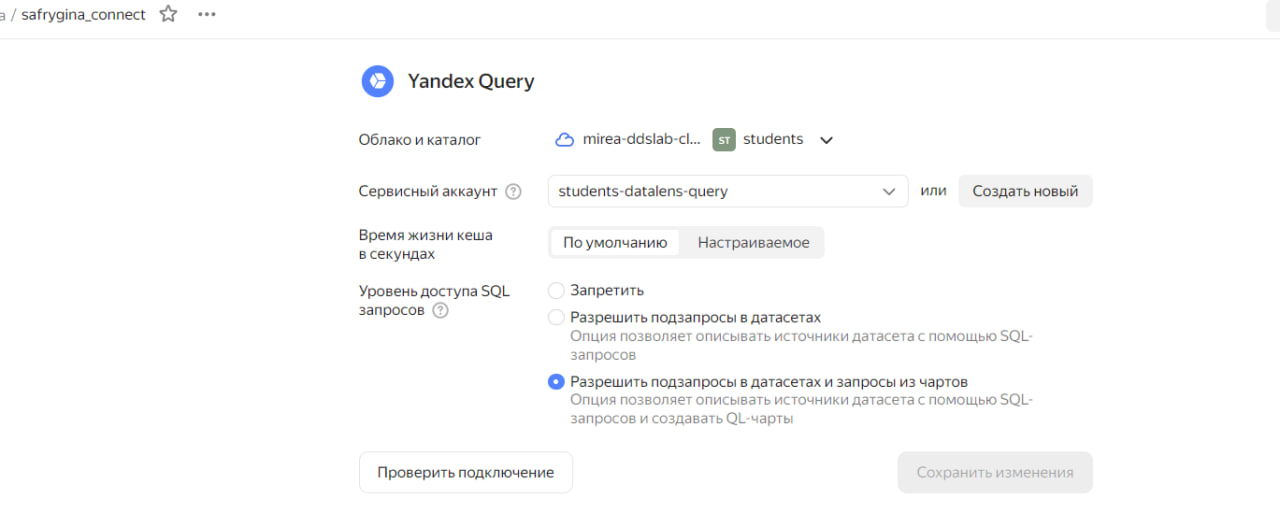 а / safrygina_connect
Yandex Query
Облако и каталог
mirea-ddslab-cl... ST students
Сервисный аккаунт ?
students-datalens-query
или
Создать новый
Время жизни кеша
в секундах
По умолчанию Настраиваемое
Уровень доступа SQL
запросов ?
Запретить
Разрешить подзапросы в датасетах
Опция позволяет описывать источники датасета с помощью SQL-
запросов
Разрешить подзапросы в датасетах и запросы из чартов
Опция позволяет описывать источники датасета с помощью SQL-
запросов и создавать QL-чарты
Проверить подключение
Сохранить изменения